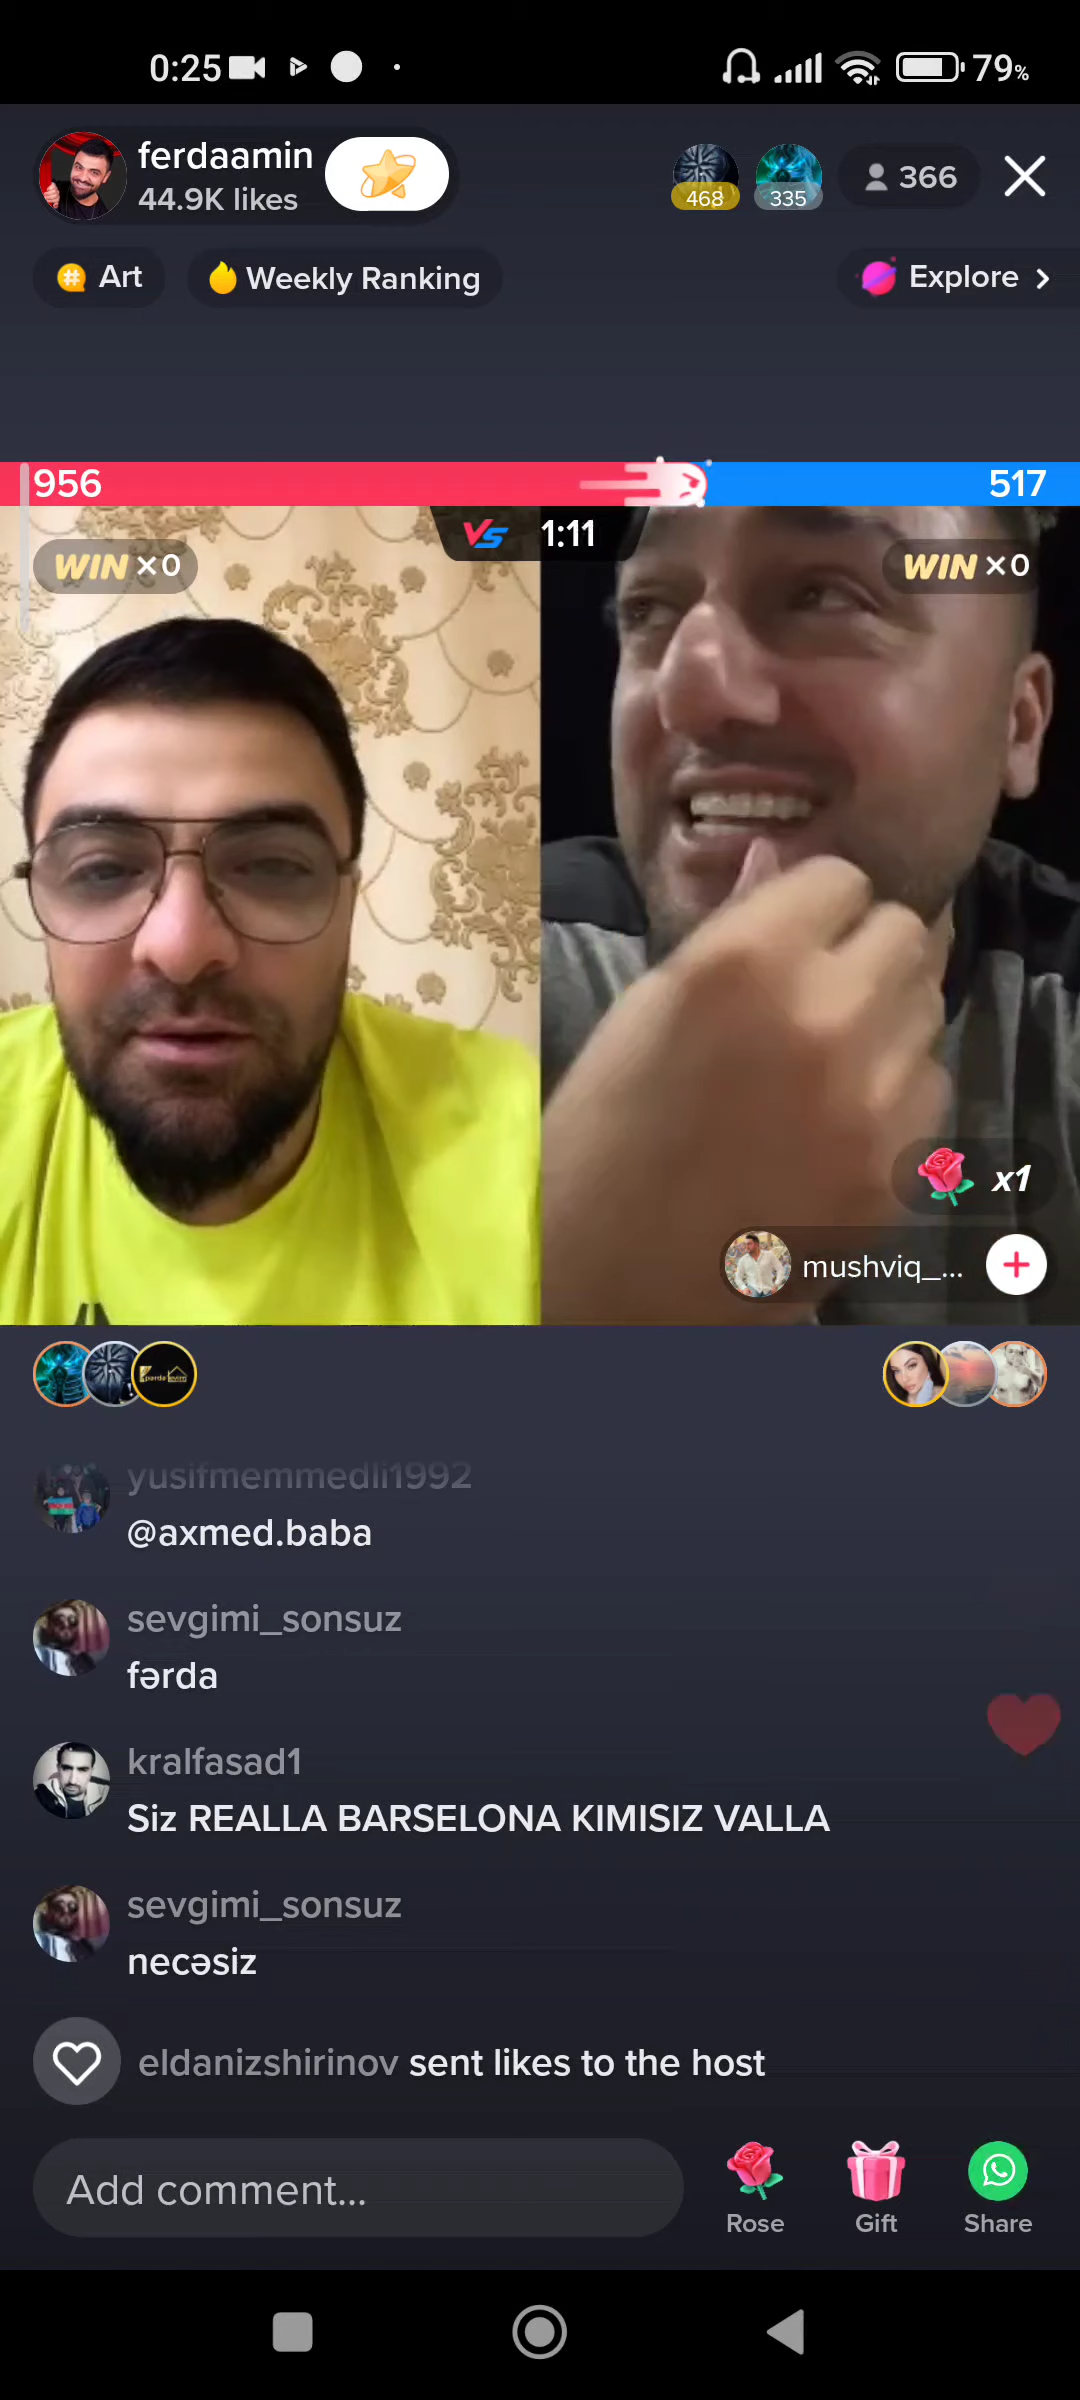 0:25
79%
ferdaamin
44.9K likes
468
335
366
Art
Weekly Ranking
Explore
956
517
VS 1:11
WIN ×0
WIN ×0
x1
mushviq_...
yusifmemmedli1992
@axmed.baba
sevgimi_sonsuz
fərda
kralfasad1
Siz REALLA BARSELONA KIMISIZ VALLA
sevgimi_sonsuz
necəsiz
eldanizshirinov sent likes to the host
Add comment...
Rose
Gift
Share